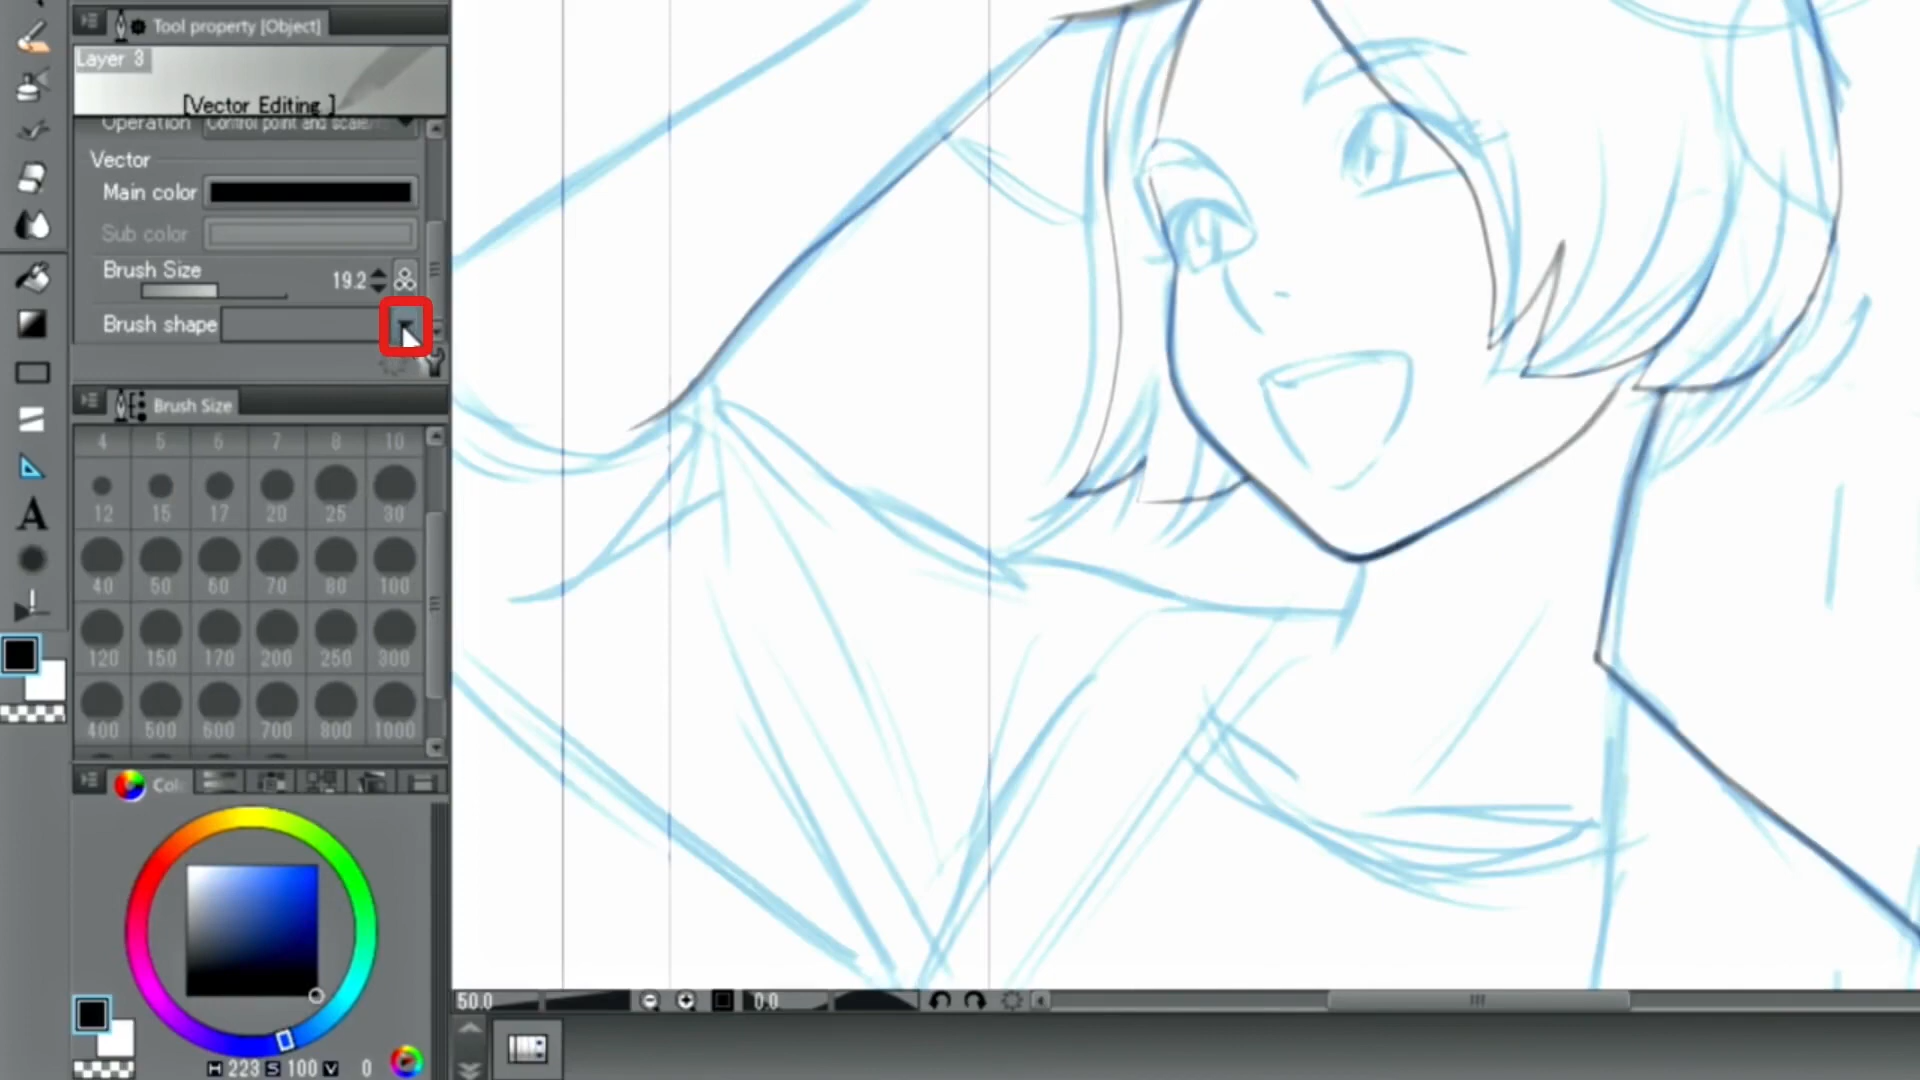 Tool property [Object]
Layer 3
[Vector Editing ]
Operation Control point and scale/
Vector
Main color
Sub color
Brush Size 19.2
Brush shape
Brush Size
4 5 6 7 8 10
12 15 17 20 25 30
40 50 60 70 80 100
120 150 170 200 250 300
400 500 600 700 800 1000
Col
A
H 223 S 100 V 0
50.0 0.0